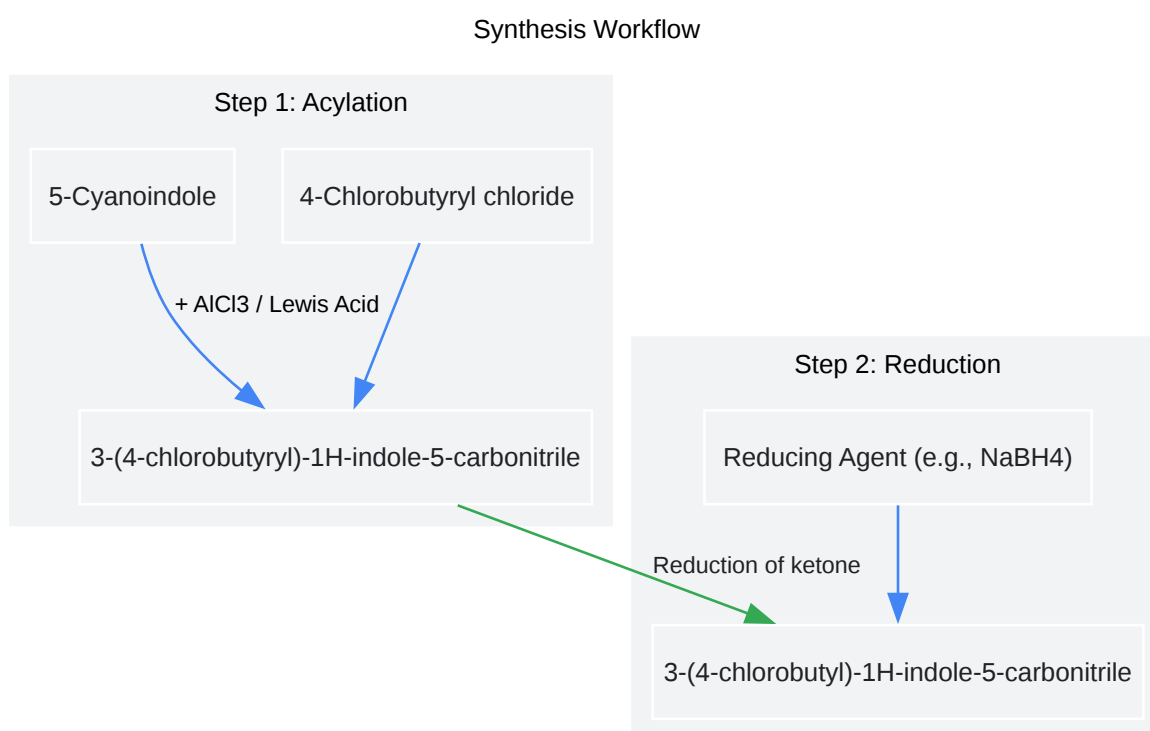 Synthesis Workflow
Step 1: Acylation
5-Cyanoindole
4-Chlorobutyryl chloride
+ AlCl3 / Lewis Acid
3-(4-chlorobutyryl)-1H-indole-5-carbonitrile
Step 2: Reduction
Reducing Agent (e.g., NaBH4)
Reduction of ketone
3-(4-chlorobutyl)-1H-indole-5-carbonitrile